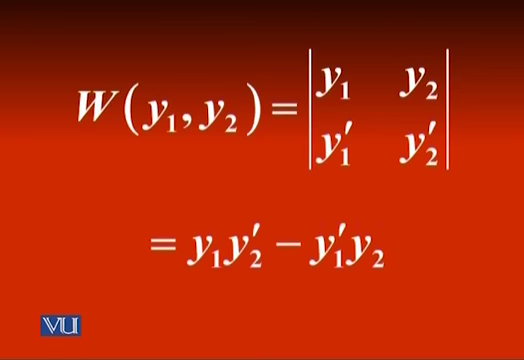 W(y₁, y₂) = | y₁ y₂ |
| y₁′ y₂′ |
= y₁y₂′ − y₁′y₂
VU